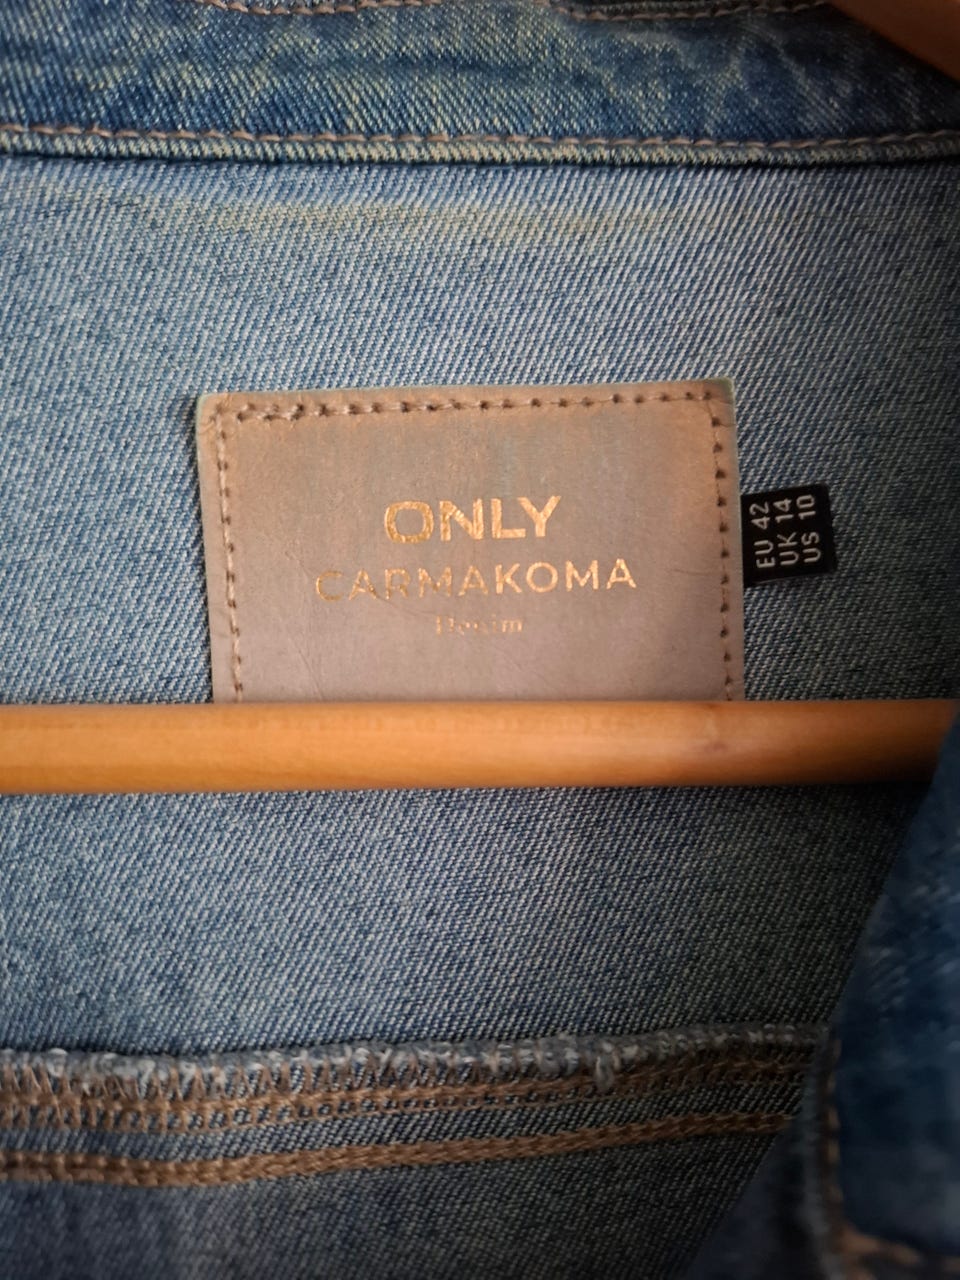 ONLY
CARMAKOMA
Denim
EU 42
UK 14
US 10